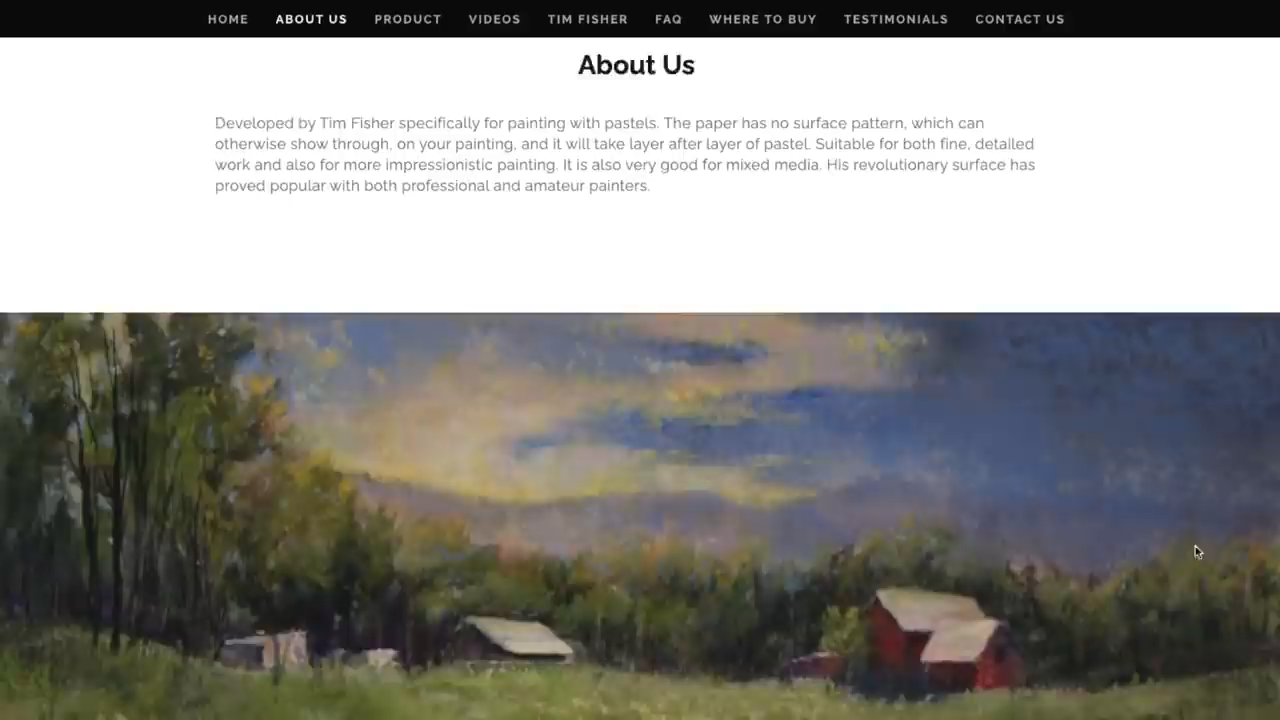 HOME ABOUT US PRODUCT VIDEOS TIM FISHER FAQ WHERE TO BUY TESTIMONIALS CONTACT US
About Us
Developed by Tim Fisher specifically for painting with pastels. The paper has no surface pattern, which can
otherwise show through, on your painting, and it will take layer after layer of pastel. Suitable for both fine, detailed
work and also for more impressionistic painting. It is also very good for mixed media. His revolutionary surface has
proved popular with both professional and amateur painters.